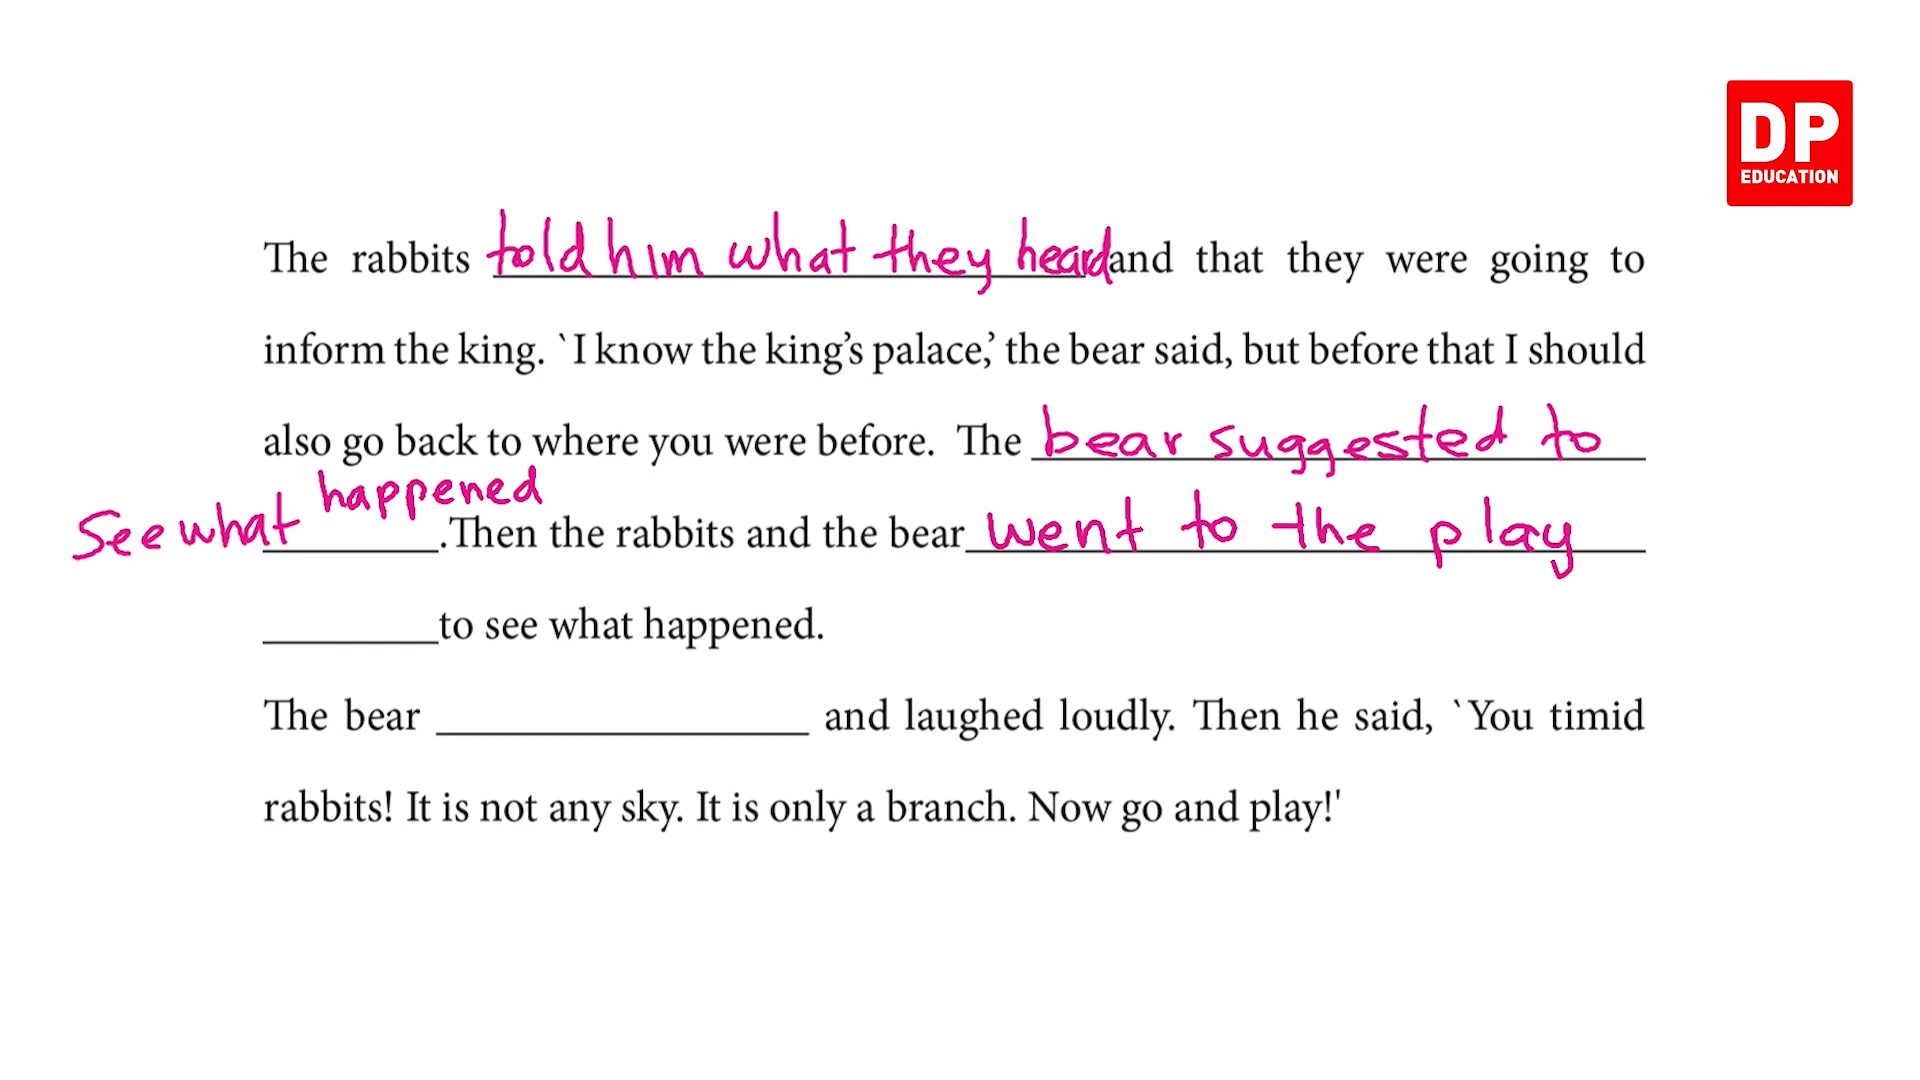 DP
EDUCATION
The rabbits told him what they heard and that they were going to
inform the king. `I know the king’s palace,’ the bear said, but before that I should
also go back to where you were before. The bear suggested to
see what happened.Then the rabbits and the bear went to the play
________to see what happened.
The bear ________________ and laughed loudly. Then he said, `You timid
rabbits! It is not any sky. It is only a branch. Now go and play!'